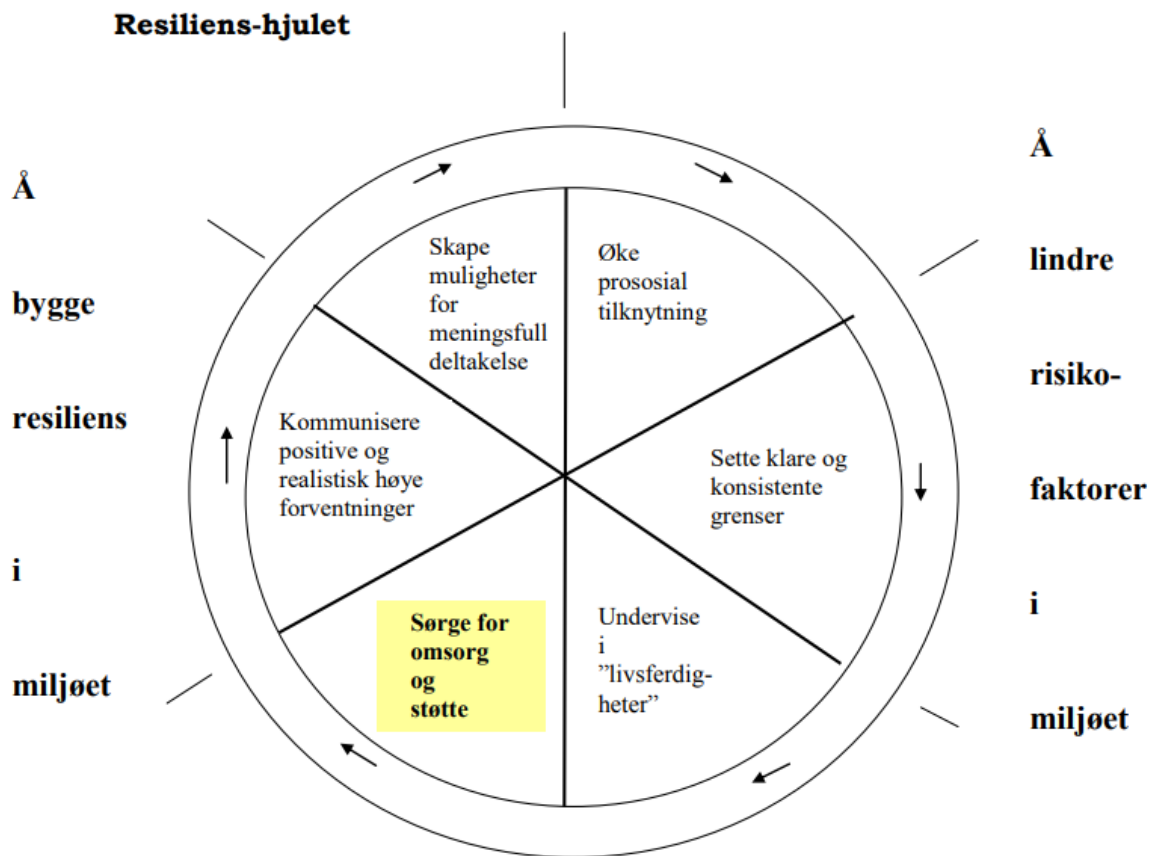 Resiliens-hjulet
Å
bygge
resiliens
i
miljøet
Skape
muligheter
for
meningsfull
deltakelse
Øke
prososial
tilknytning
Kommunisere
positive og
realistisk høye
forventninger
Sette klare og
konsistente
grenser
Sørge for
omsorg
og
støtte
Undervise
i
”livsferdig-
heter”
Å
lindre
risiko-
faktorer
i
miljøet